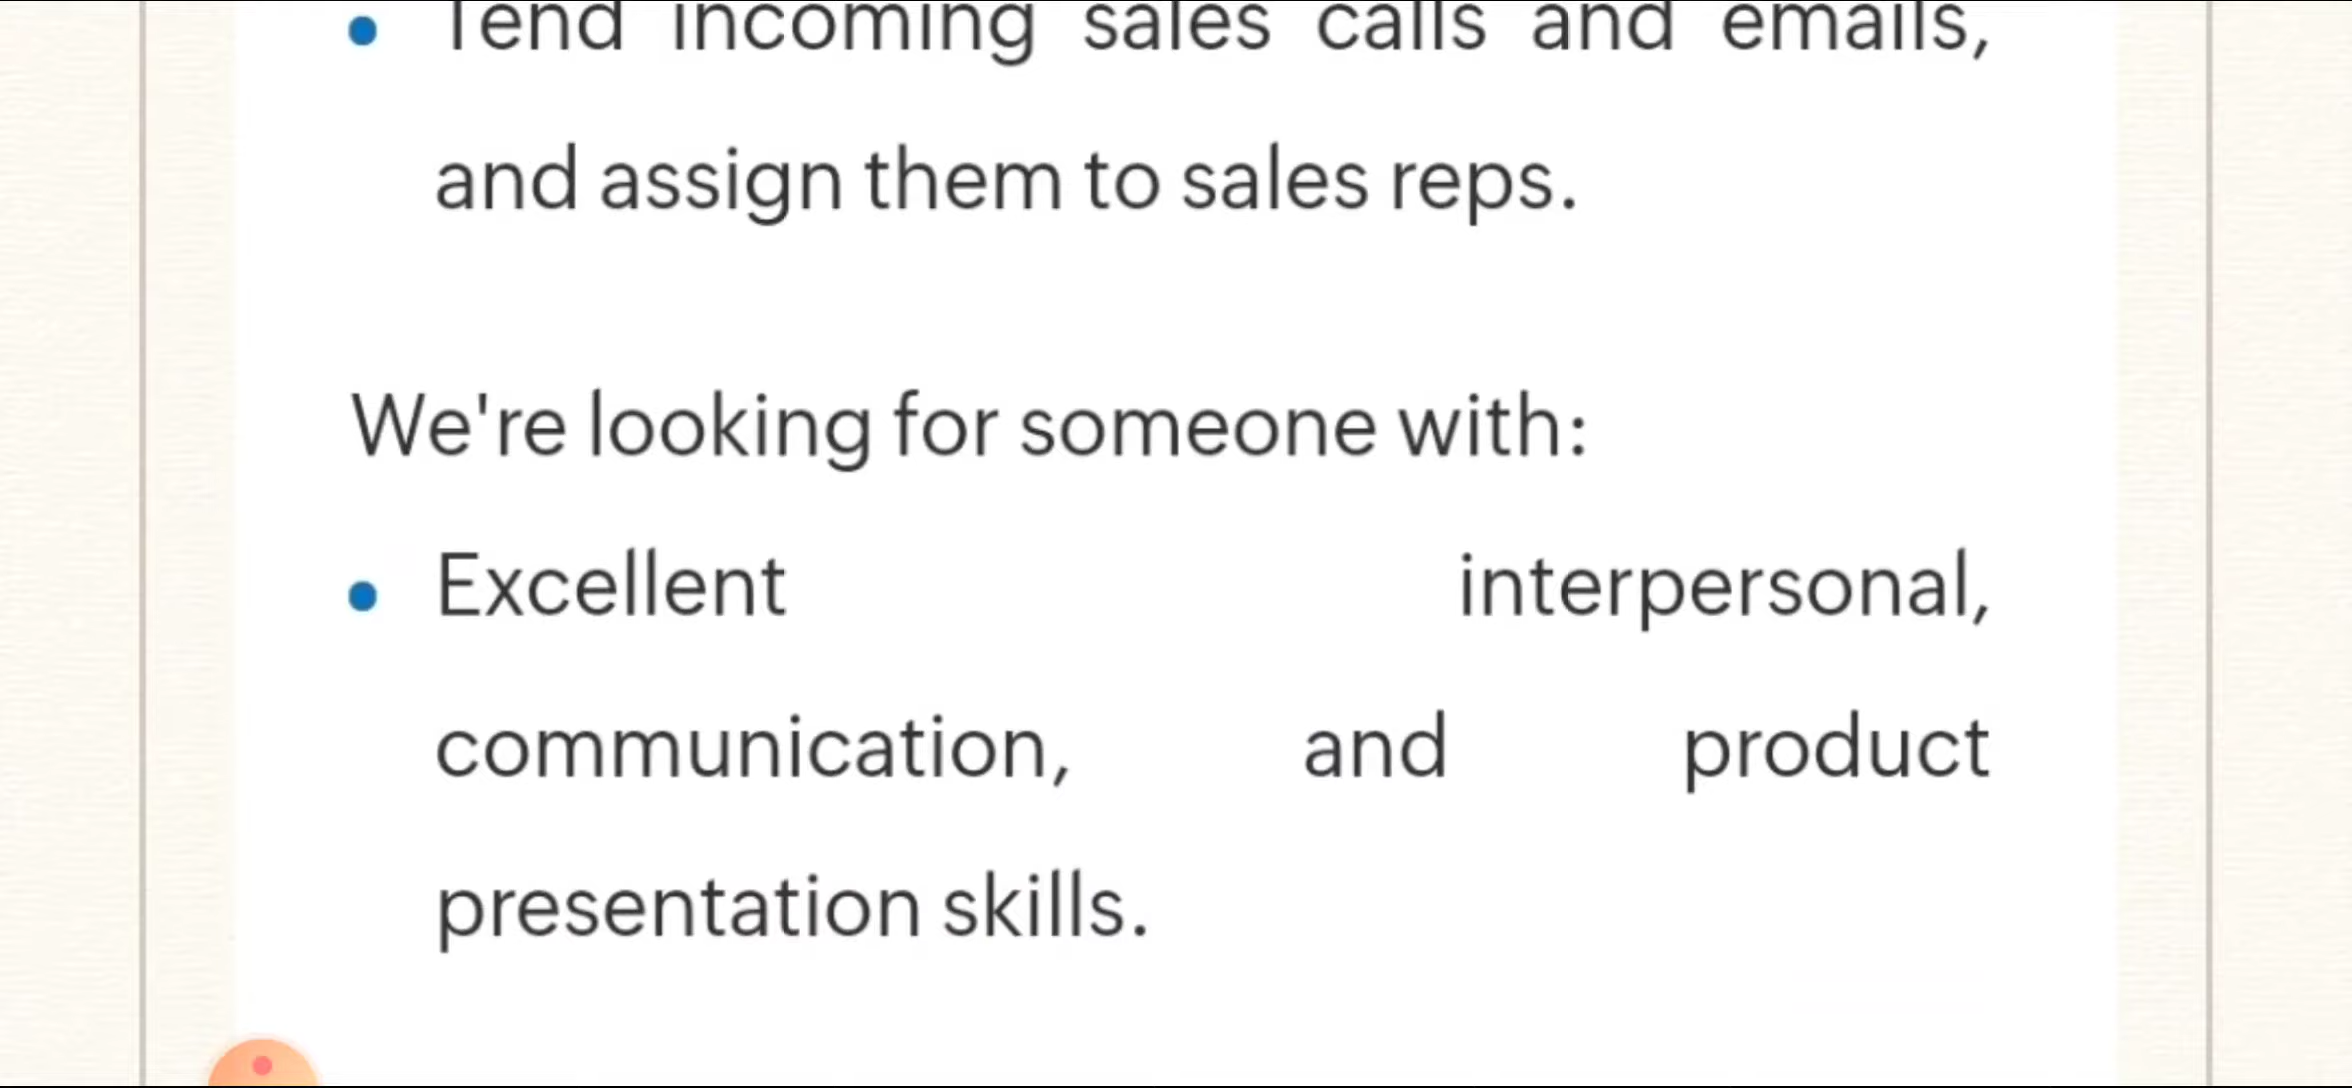 Tend incoming sales calls and emails,
and assign them to sales reps.
We're looking for someone with:
Excellent interpersonal,
communication, and product
presentation skills.